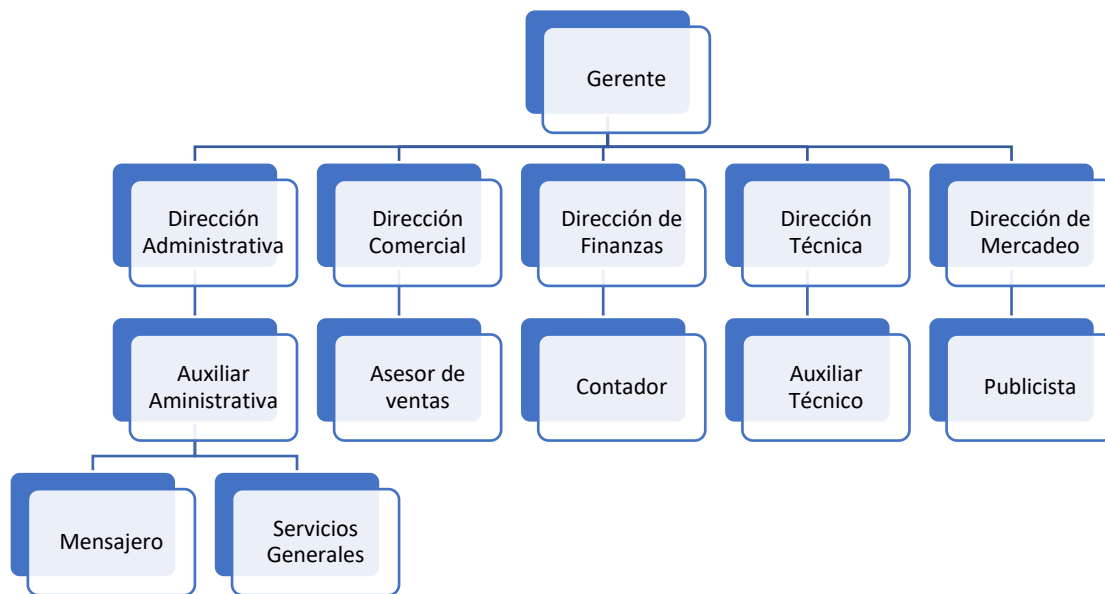 Gerente
Dirección
Administrativa
Dirección
Comercial
Dirección de
Finanzas
Dirección
Técnica
Dirección de
Mercadeo
Auxiliar
Aministrativa
Asesor de
ventas
Contador
Auxiliar
Técnico
Publicista
Mensajero
Servicios
Generales